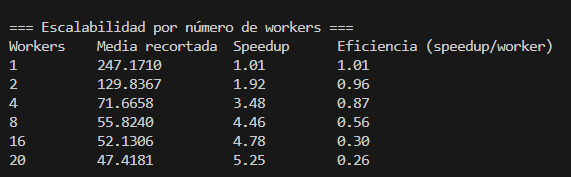 === Escalabilidad por número de workers ===
Workers    Media recortada  Speedup      Eficiencia (speedup/worker)
1          247.1710         1.01         1.01
2          129.8367         1.92         0.96
4          71.6658          3.48         0.87
8          55.8240          4.46         0.56
16         52.1306          4.78         0.30
20         47.4181          5.25         0.26